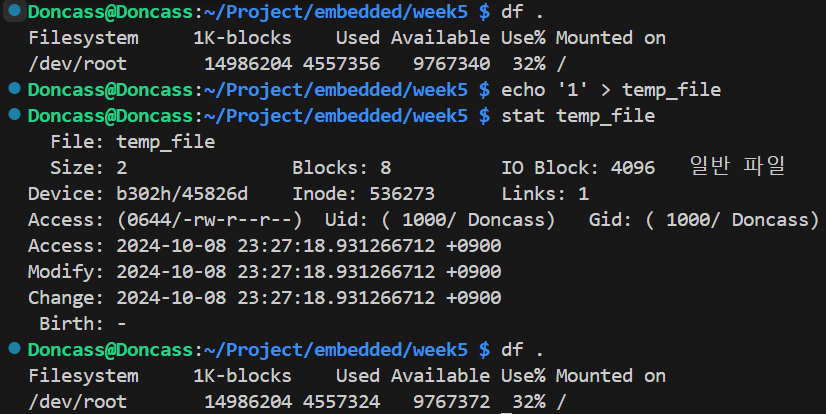 Doncass@Doncass:~/Project/embedded/week5 $ df .
Filesystem     1K-blocks    Used Available Use% Mounted on
/dev/root       14986204 4557356   9767340  32% /
Doncass@Doncass:~/Project/embedded/week5 $ echo '1' > temp_file
Doncass@Doncass:~/Project/embedded/week5 $ stat temp_file
  File: temp_file
  Size: 2               Blocks: 8          IO Block: 4096   일반 파일
Device: b302h/45826d    Inode: 536273      Links: 1
Access: (0644/-rw-r--r--)  Uid: ( 1000/ Doncass)   Gid: ( 1000/ Doncass)
Access: 2024-10-08 23:27:18.931266712 +0900
Modify: 2024-10-08 23:27:18.931266712 +0900
Change: 2024-10-08 23:27:18.931266712 +0900
 Birth: -
Doncass@Doncass:~/Project/embedded/week5 $ df .
Filesystem     1K-blocks    Used Available Use% Mounted on
/dev/root       14986204 4557324   9767372  32% /